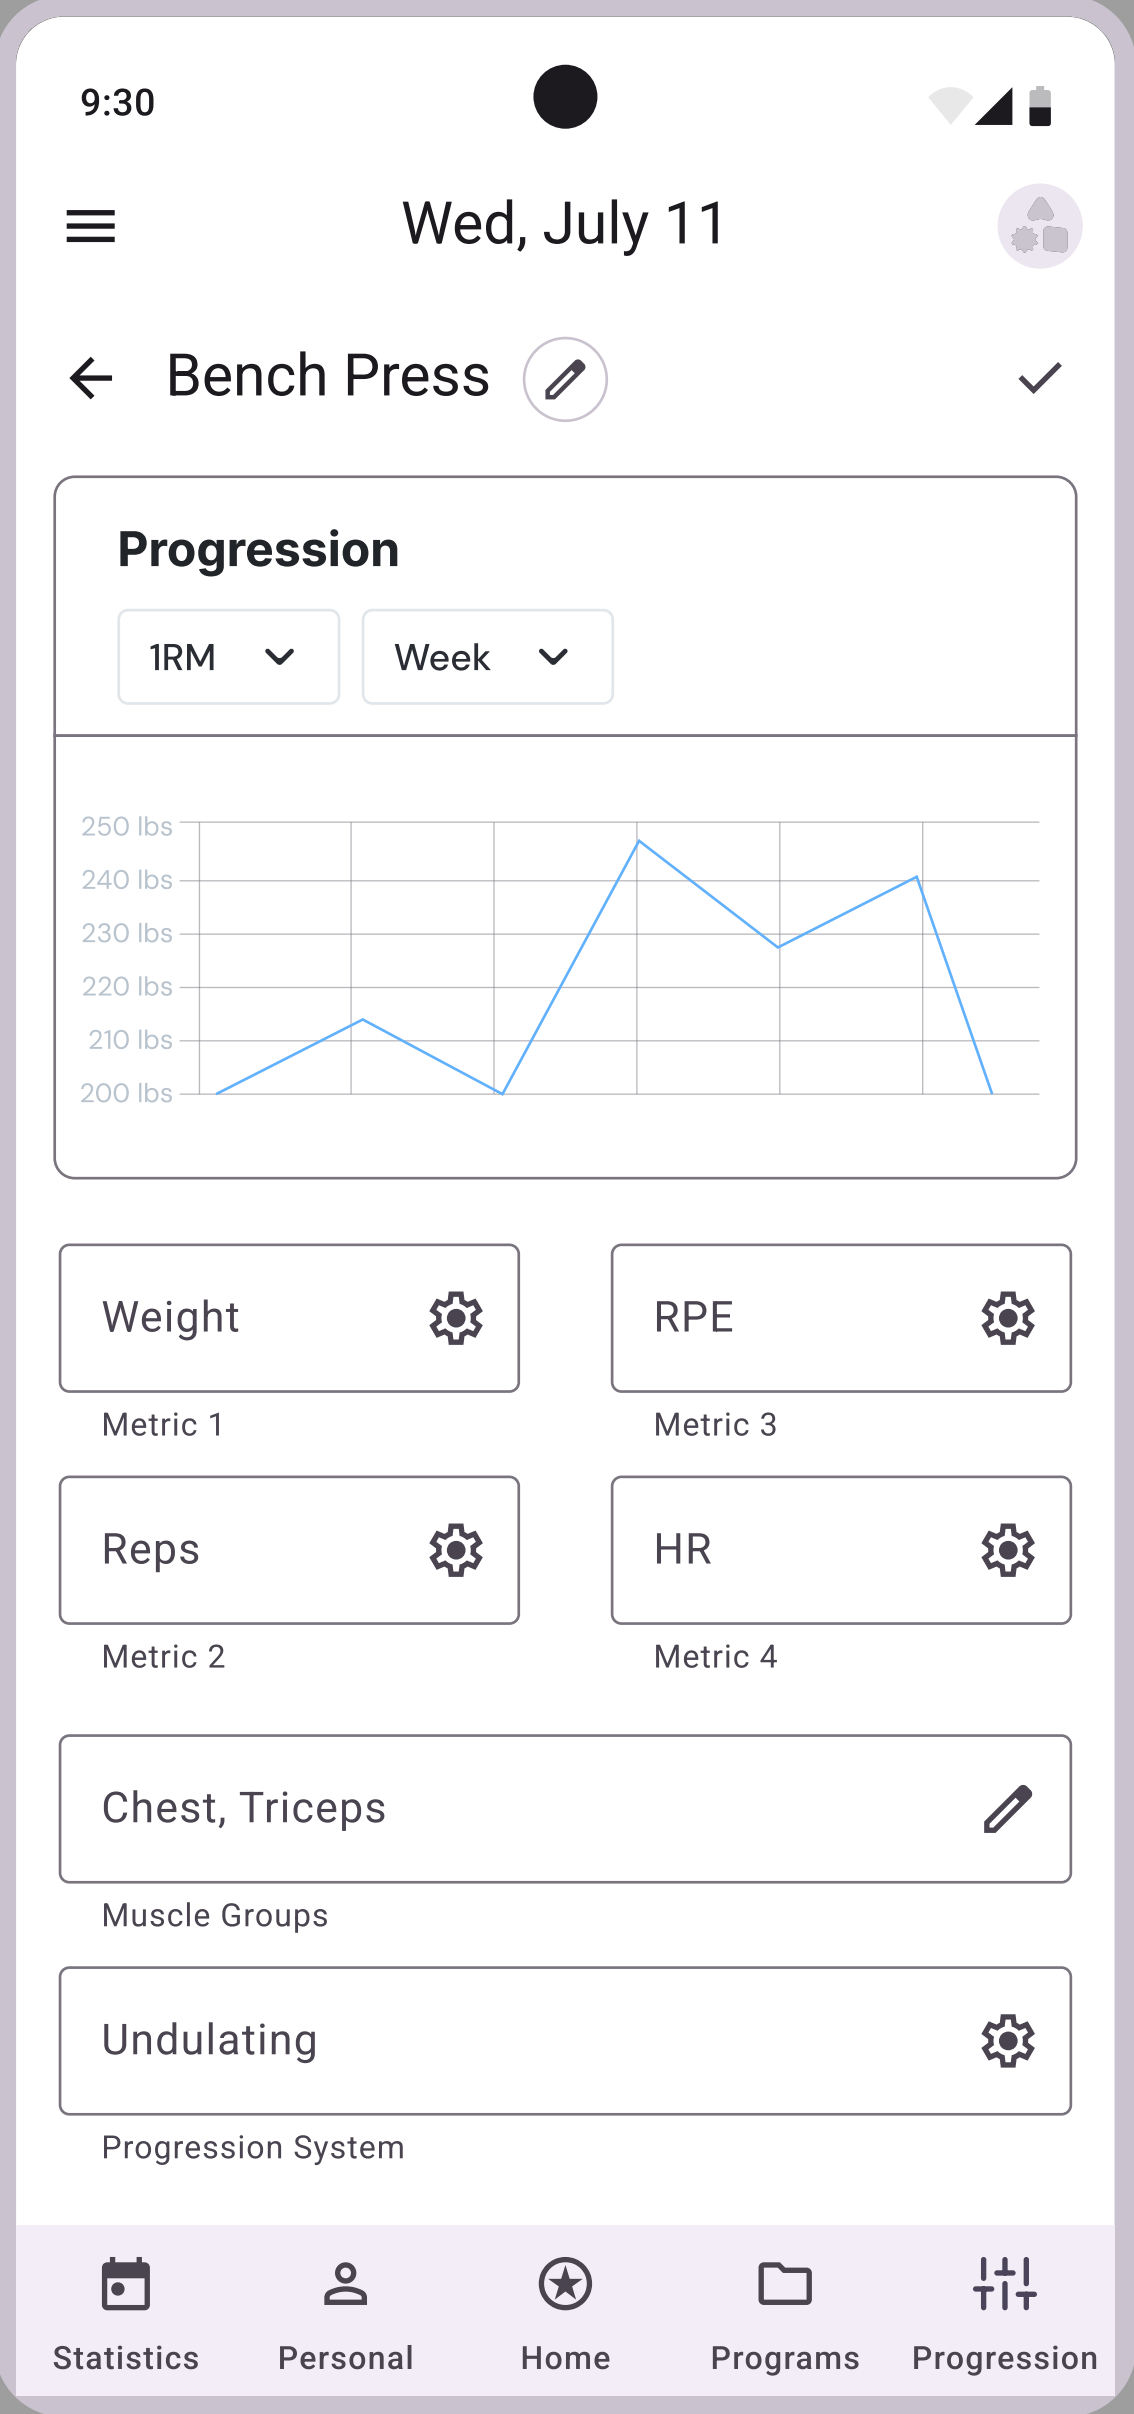 9:30
Wed, July 11
Bench Press
Progression
1RM
Week
250 lbs
240 lbs
230 lbs
220 lbs
210 lbs
200 lbs
Weight
RPE
Metric 1
Metric 3
Reps
HR
Metric 2
Metric 4
Chest, Triceps
Muscle Groups
Undulating
Progression System
Statistics
Personal
Home
Programs
Progression